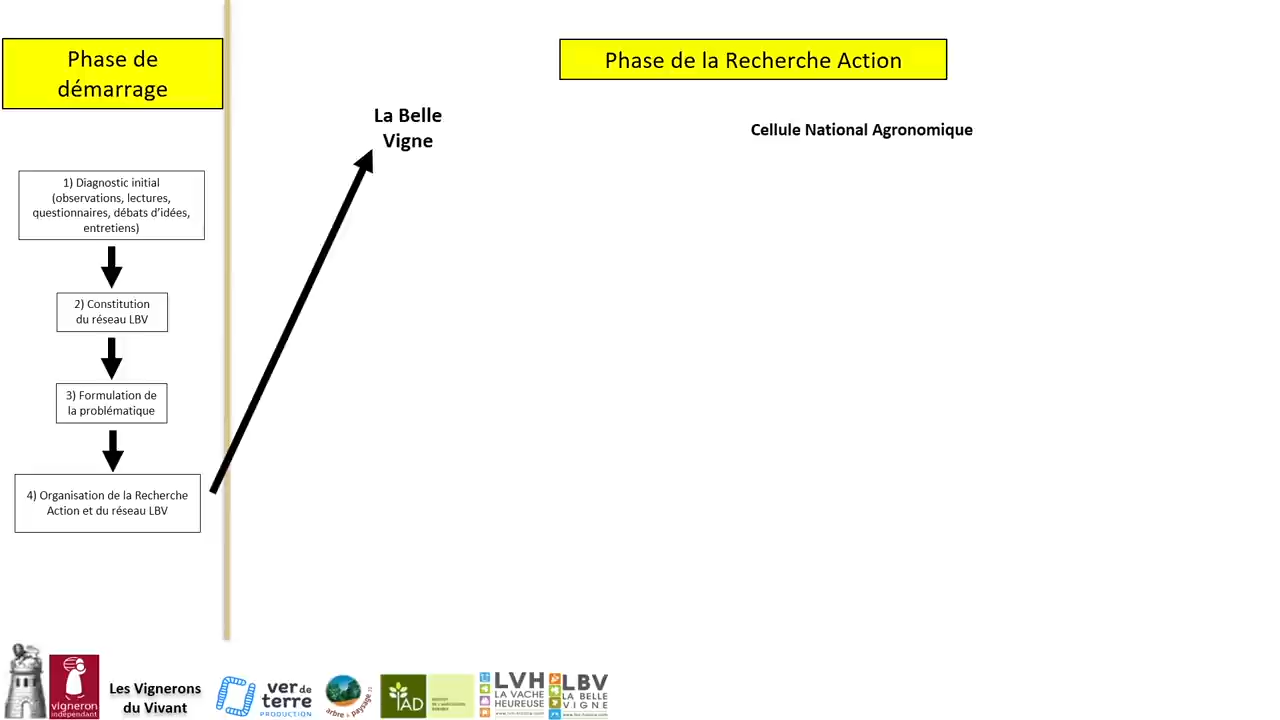 Phase de
démarrage
Phase de la Recherche Action
La Belle
Vigne
Cellule National Agronomique
1) Diagnostic initial
(observations, lectures,
questionnaires, débats d'idées,
entretiens)
2) Constitution
du réseau LBV
3) Formulation de
la problématique
4) Organisation de la Recherche
Action et du réseau LBV
vigneron
indépendant
Les Vignerons
du Vivant
ver de
terre
PRODUCTION
arbre & paysage
IAD
LVH
LA VACHE
HEUREUSE
LBV
LA BELLE
VIGNE